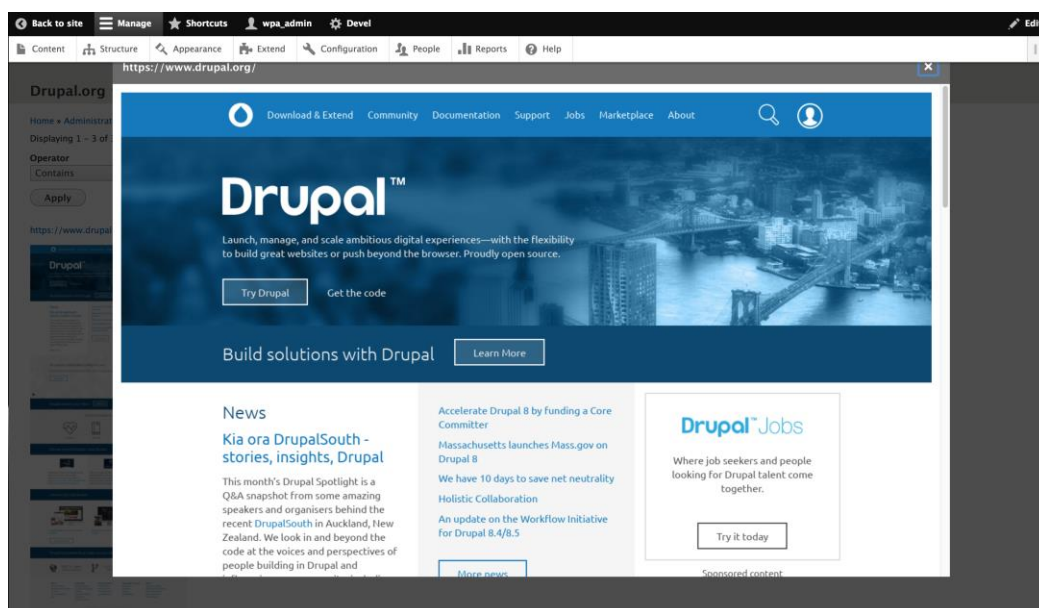 Back to site Manage Shortcuts wpa_admin Devel
Content Structure Appearance Extend Configuration People Reports Help
https://www.drupal.org/
Drupal.org
Home » Administrat
Displaying 1 – 3 of
Operator
Contains
Apply
https://www.drupal
Drupal
Download & Extend Community Documentation Support Jobs Marketplace About
Drupal™
Launch, manage, and scale ambitious digital experiences—with the flexibility
to build great websites or push beyond the browser. Proudly open source.
Try Drupal Get the code
Build solutions with Drupal Learn More
News
Kia ora DrupalSouth -
stories, insights, Drupal
This month's Drupal Spotlight is a
Q&A snapshot from some amazing
speakers and organisers behind the
recent DrupalSouth in Auckland, New
Zealand. We look in and beyond the
code at the voices and perspectives of
people building in Drupal and
Accelerate Drupal 8 by funding a Core
Committer
Massachusetts launches Mass.gov on
Drupal 8
We have 10 days to save net neutrality
Holistic Collaboration
An update on the Workflow Initiative
for Drupal 8.4/8.5
More news
Drupal™Jobs
Where job seekers and people
looking for Drupal talent come
together.
Try it today
Sponsored content